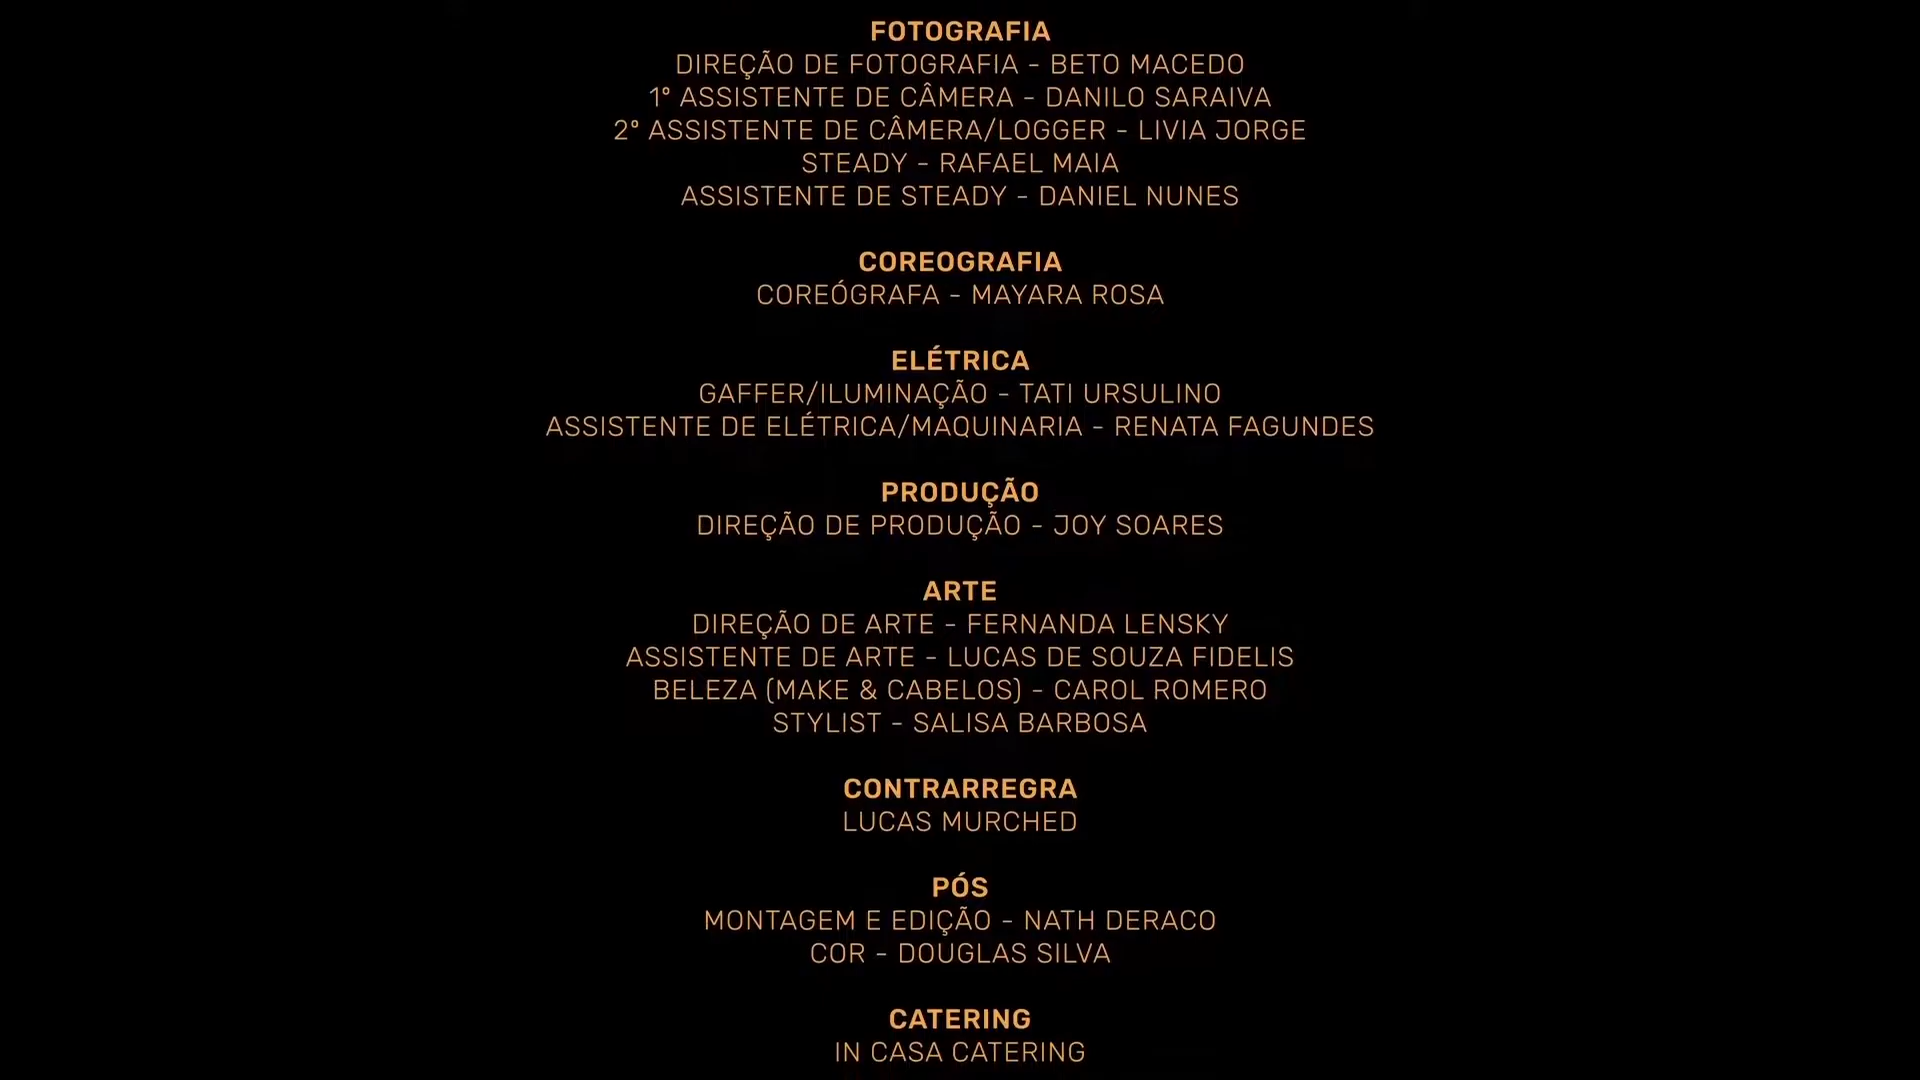 FOTOGRAFIA
DIREÇÃO DE FOTOGRAFIA - BETO MACEDO
1º ASSISTENTE DE CÂMERA - DANILO SARAIVA
2º ASSISTENTE DE CÂMERA/LOGGER - LIVIA JORGE
STEADY - RAFAEL MAIA
ASSISTENTE DE STEADY - DANIEL NUNES
COREOGRAFIA
COREÓGRAFA - MAYARA ROSA
ELÉTRICA
GAFFER/ILUMINAÇÃO - TATI URSULINO
ASSISTENTE DE ELÉTRICA/MAQUINARIA - RENATA FAGUNDES
PRODUÇÃO
DIREÇÃO DE PRODUÇÃO - JOY SOARES
ARTE
DIREÇÃO DE ARTE - FERNANDA LENSKY
ASSISTENTE DE ARTE - LUCAS DE SOUZA FIDELIS
BELEZA (MAKE & CABELOS) - CAROL ROMERO
STYLIST - SALISA BARBOSA
CONTRARREGRA
LUCAS MURCHED
PÓS
MONTAGEM E EDIÇÃO - NATH DERACO
COR - DOUGLAS SILVA
CATERING
IN CASA CATERING